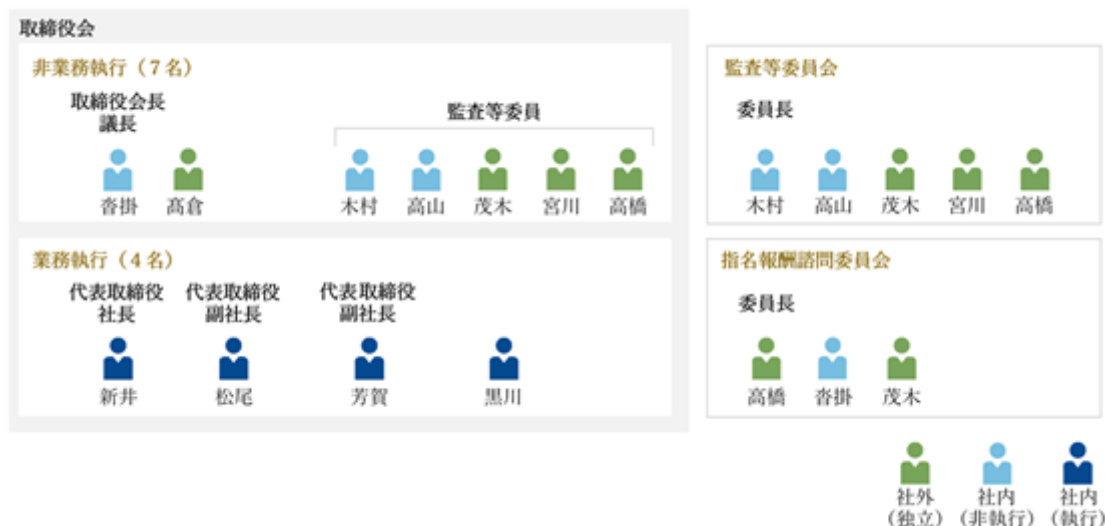 取締役会
非業務執行（7名）
取締役会長
議長
監査等委員
沓掛 髙倉 木村 高山 茂木 宮川 高橋
業務執行（4名）
代表取締役
社長
代表取締役
副社長
代表取締役
副社長
新井 松尾 芳賀 黒川
監査等委員会
委員長
木村 高山 茂木 宮川 高橋
指名報酬諮問委員会
委員長
高橋 沓掛 茂木
社外
（独立）
社内
（非執行）
社内
（執行）